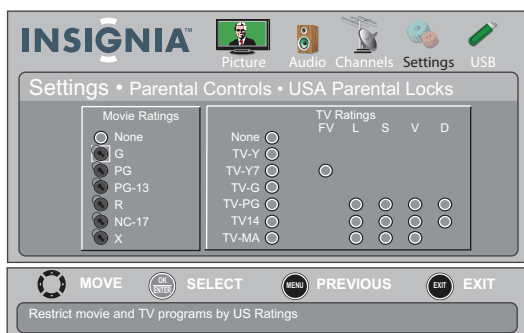 INSIGNIA™
Picture Audio Channels Settings USB
Settings • Parental Controls • USA Parental Locks
Movie Ratings
None
G
PG
PG-13
R
NC-17
X
TV Ratings
FV L S V D
None
TV-Y
TV-Y7
TV-G
TV-PG
TV14
TV-MA
MOVE OK ENTER SELECT MENU PREVIOUS EXIT EXIT
Restrict movie and TV programs by US Ratings